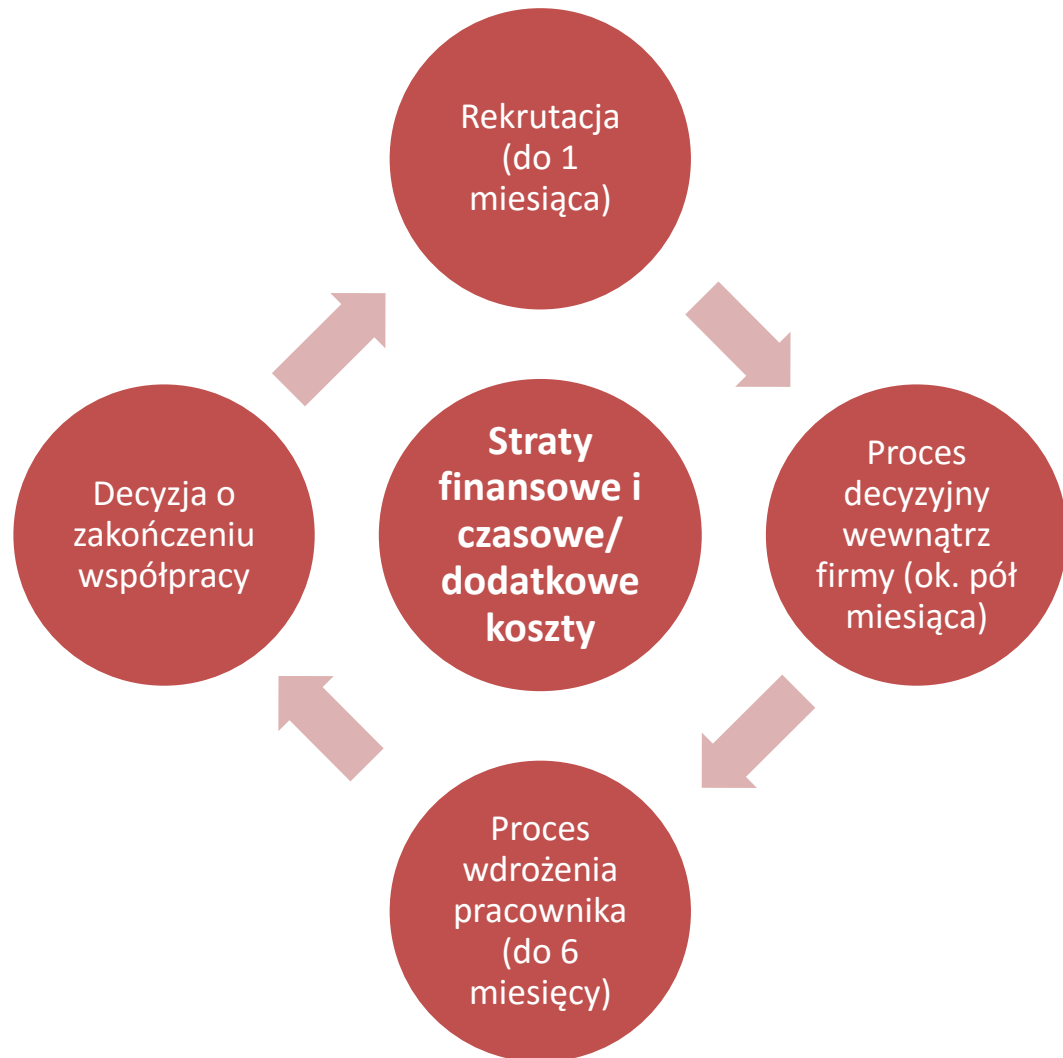 Rekrutacja
(do 1
miesiąca)
Straty
finansowe i
czasowe/
dodatkowe
koszty
Proces
decyzyjny
wewnątrz
firmy (ok. pół
miesiąca)
Proces
wdrożenia
pracownika
(do 6
miesięcy)
Decyzja o
zakończeniu
współpracy